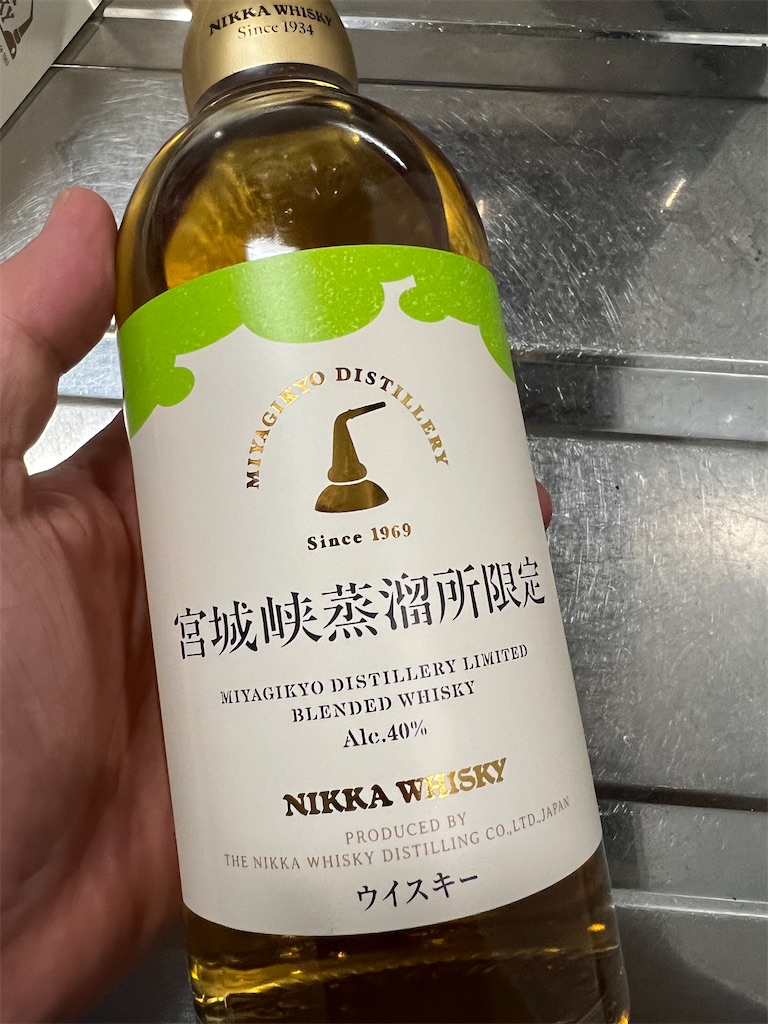 NIKKA WHISKY
Since 1934
MIYAGIKYO DISTILLERY
Since 1969
宮城峡蒸溜所限定
MIYAGIKYO DISTILLERY LIMITED
BLENDED WHISKY
Alc.40%
NIKKA WHISKY
PRODUCED BY
THE NIKKA WHISKY DISTILLING CO.,LTD.,JAPAN
ウイスキー